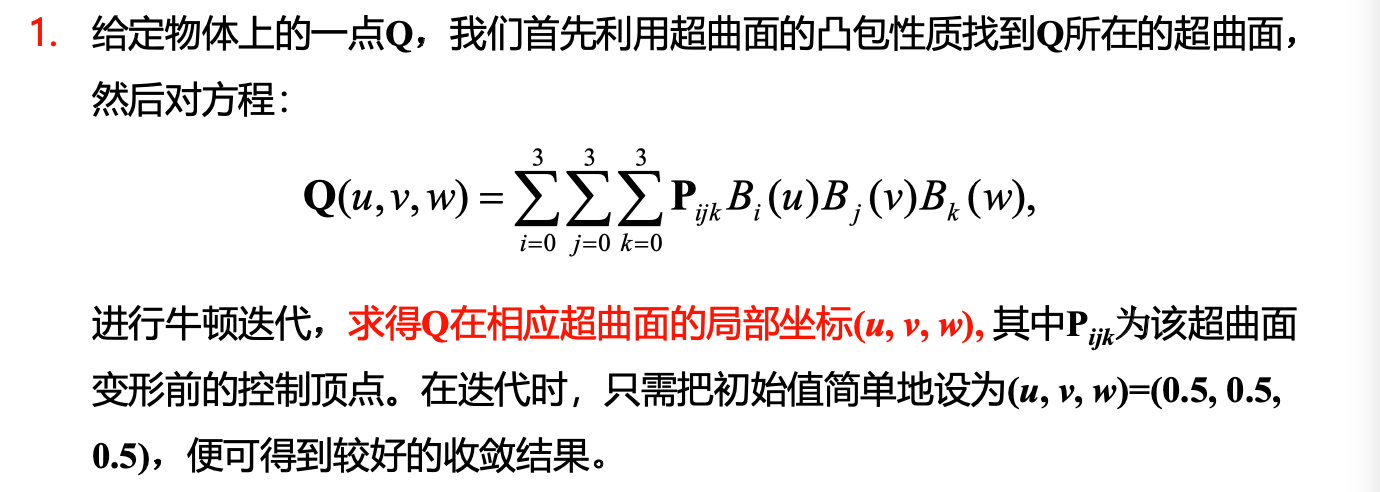 1. 给定物体上的一点Q，我们首先利用超曲面的凸包性质找到Q所在的超曲面，
然后对方程：
Q(u, v, w) = ∑_{i=0}^{3} ∑_{j=0}^{3} ∑_{k=0}^{3} P_{ijk} B_i(u) B_j(v) B_k(w),
进行牛顿迭代，求得Q在相应超曲面的局部坐标(u, v, w), 其中P_{ijk}为该超曲面
变形前的控制顶点。在迭代时，只需把初始值简单地设为(u, v, w)=(0.5, 0.5,
0.5)，便可得到较好的收敛结果。